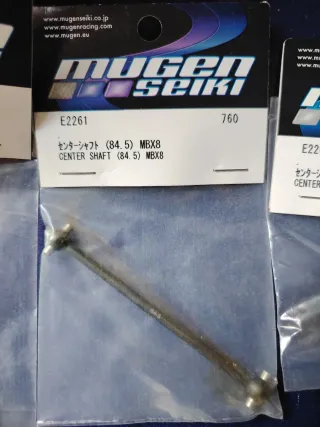 www.mugenseiki.co.jp
www.mugenracing.com
www.mugen.eu
mugen
SEIKI
E2261 760
センターシャフト (84.5) MBX8
CENTER SHAFT (84.5) MBX8
CENTER